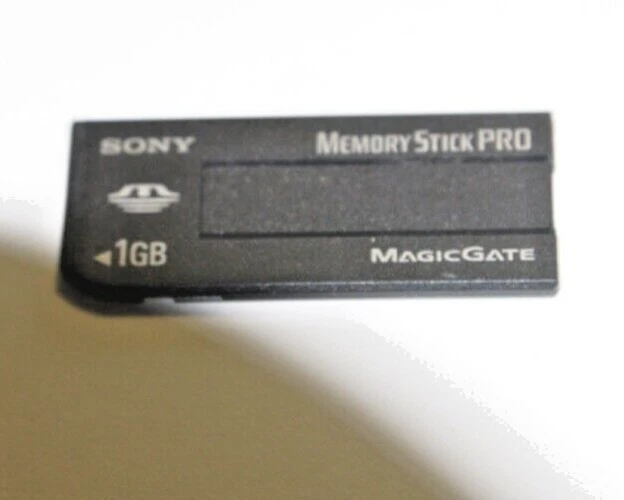 SONY
MEMORY STICK PRO
◄1GB
MAGICGATE